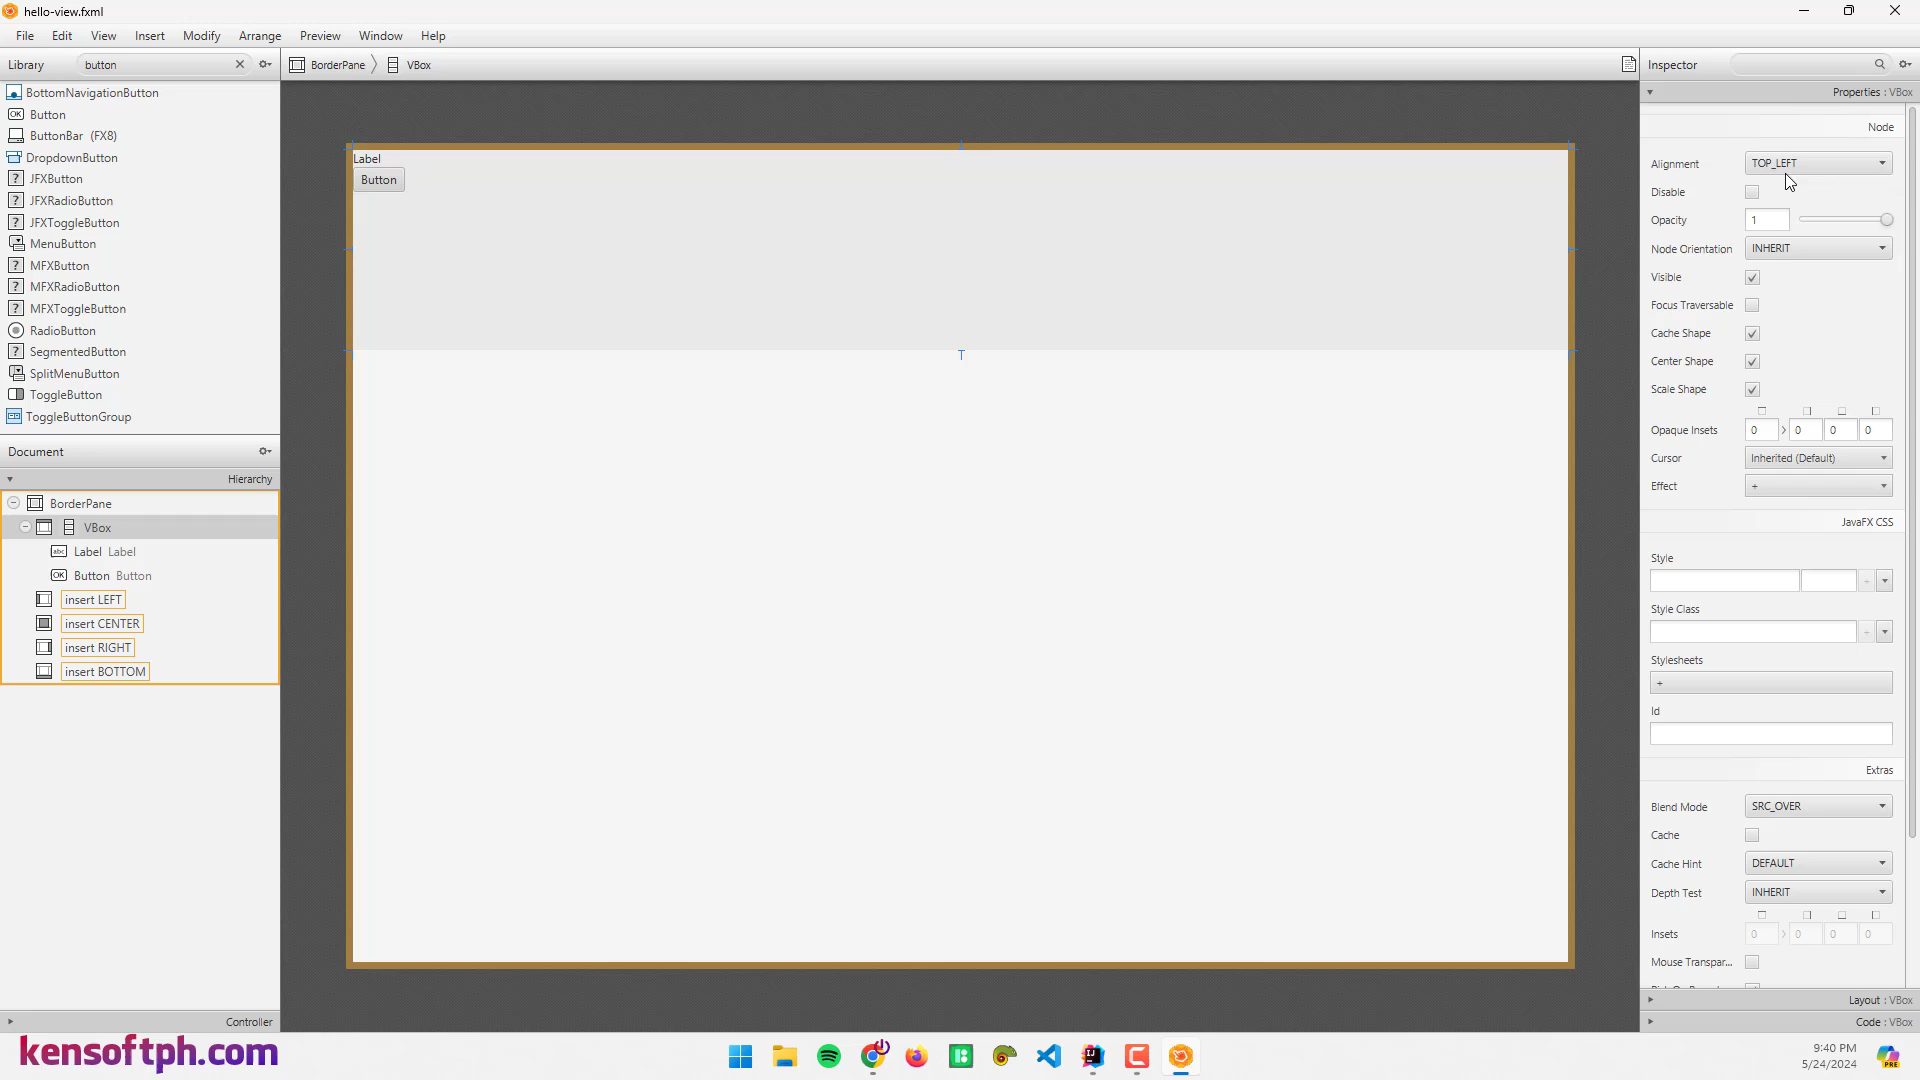 hello-view.fxml
File Edit View Insert Modify Arrange Preview Window Help
Library button
BorderPane VBox
Inspector
BottomNavigationButton
Button
ButtonBar (FX8)
DropdownButton
JFXButton
JFXRadioButton
JFXToggleButton
MenuButton
MFXButton
MFXRadioButton
MFXToggleButton
RadioButton
SegmentedButton
SplitMenuButton
ToggleButton
ToggleButtonGroup
Document
Hierarchy
BorderPane
VBox
Label Label
Button Button
insert LEFT
insert CENTER
insert RIGHT
insert BOTTOM
Controller
Label
Button
Properties : VBox
Node
Alignment TOP_LEFT
Disable
Opacity 1
Node Orientation INHERIT
Visible
Focus Traversable
Cache Shape
Center Shape
Scale Shape
Opaque Insets 0 0 0 0
Cursor Inherited (Default)
Effect +
JavaFX CSS
Style
+
Style Class
+
Stylesheets
+
Id
Extras
Blend Mode SRC_OVER
Cache
Cache Hint DEFAULT
Depth Test INHERIT
Insets 0 0 0 0
Mouse Transpar...
Layout : VBox
Code : VBox
kensoftph.com
9:40 PM
5/24/2024
PRE